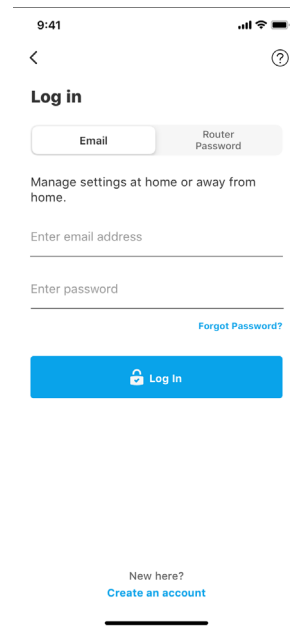 9:41
?
Log in
Email
Router
Password
Manage settings at home or away from
home.
Enter email address
Enter password
Forgot Password?
Log In
New here?
Create an account